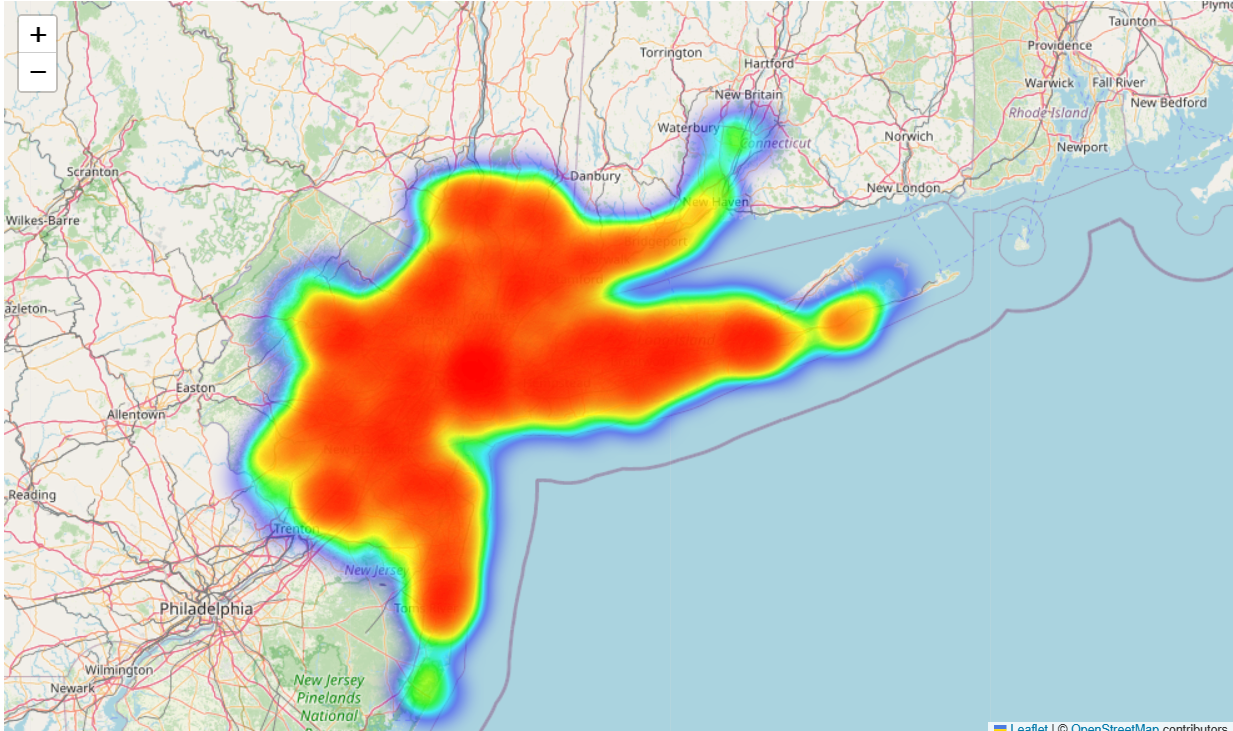 +
−
Plymo
Taunton
Torrington
Providence
Hartford
Warwick
Fall River
New Britain
New Bedford
Rhode Island
Waterbury
Norwich
Connecticut
Newport
Scranton
Danbury
New London
New Haven
Wilkes-Barre
Bridgeport
azleton
Easton
Allentown
Reading
Trenton
New Jersey
Tom
Philadelphia
Wilmington
New Jersey
Pinelands
National
Newark
Leaflet | © OpenStreetMap contributors